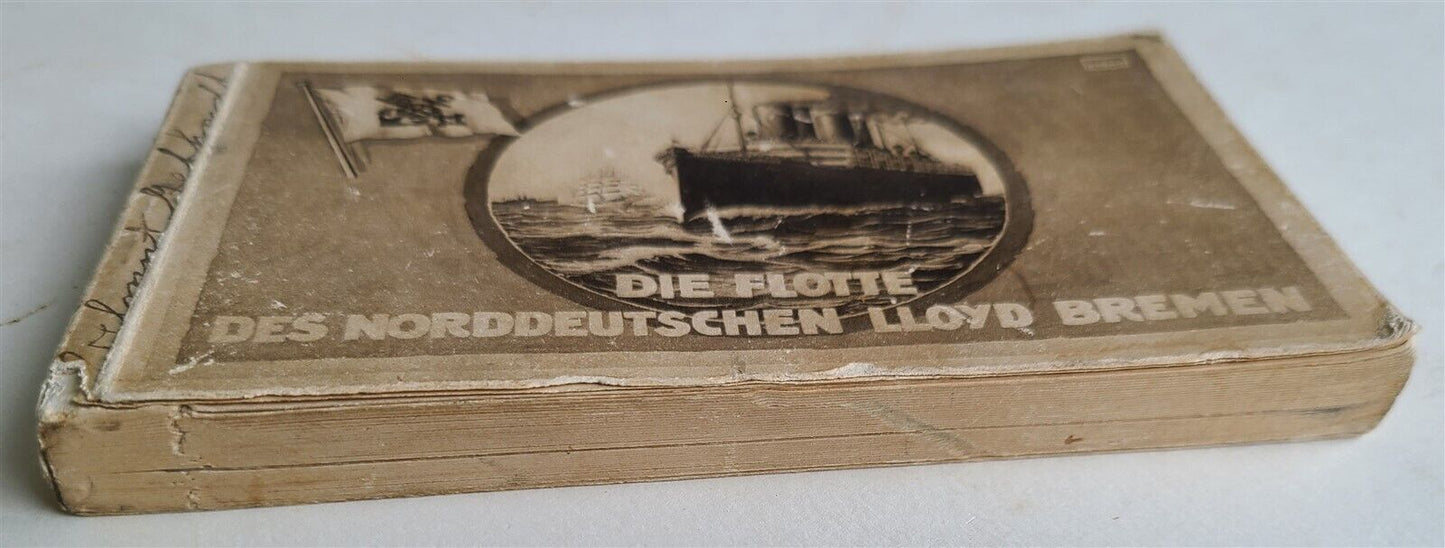 DIE FLOTTE
DES NORDDEUTSCHEN LLOYD BREMEN